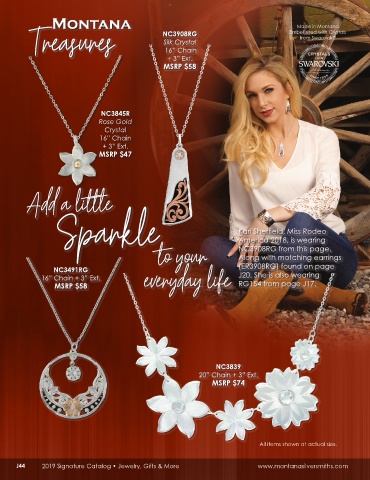 MONTANA
Treasures
NC3908RG
Silk Crystal
16" Chain
+ 3" Ext.
MSRP $58
Made in Montana
Embellished with Crystals
from Swarovski®
CRYSTALS
SWAROVSKI
NC3845R
Rose Gold
Crystal
16" Chain
+ 3" Ext.
MSRP $47
Add a little
Sparkle
to your
everyday life
Lari Sheffield, Miss Rodeo
America 2018, is wearing
NC3908RG from this page.
Along with matching earrings
(ER3908RG) found on page
J20. She is also wearing
RG154 from page J17.
NC3491RG
16" Chain + 3" Ext.
MSRP $58
NC3839
20" Chain + 3" Ext.
MSRP $74
All items shown at actual size.
J44
2019 Signature Catalog • Jewelry, Gifts & More
www.montanasilversmiths.com